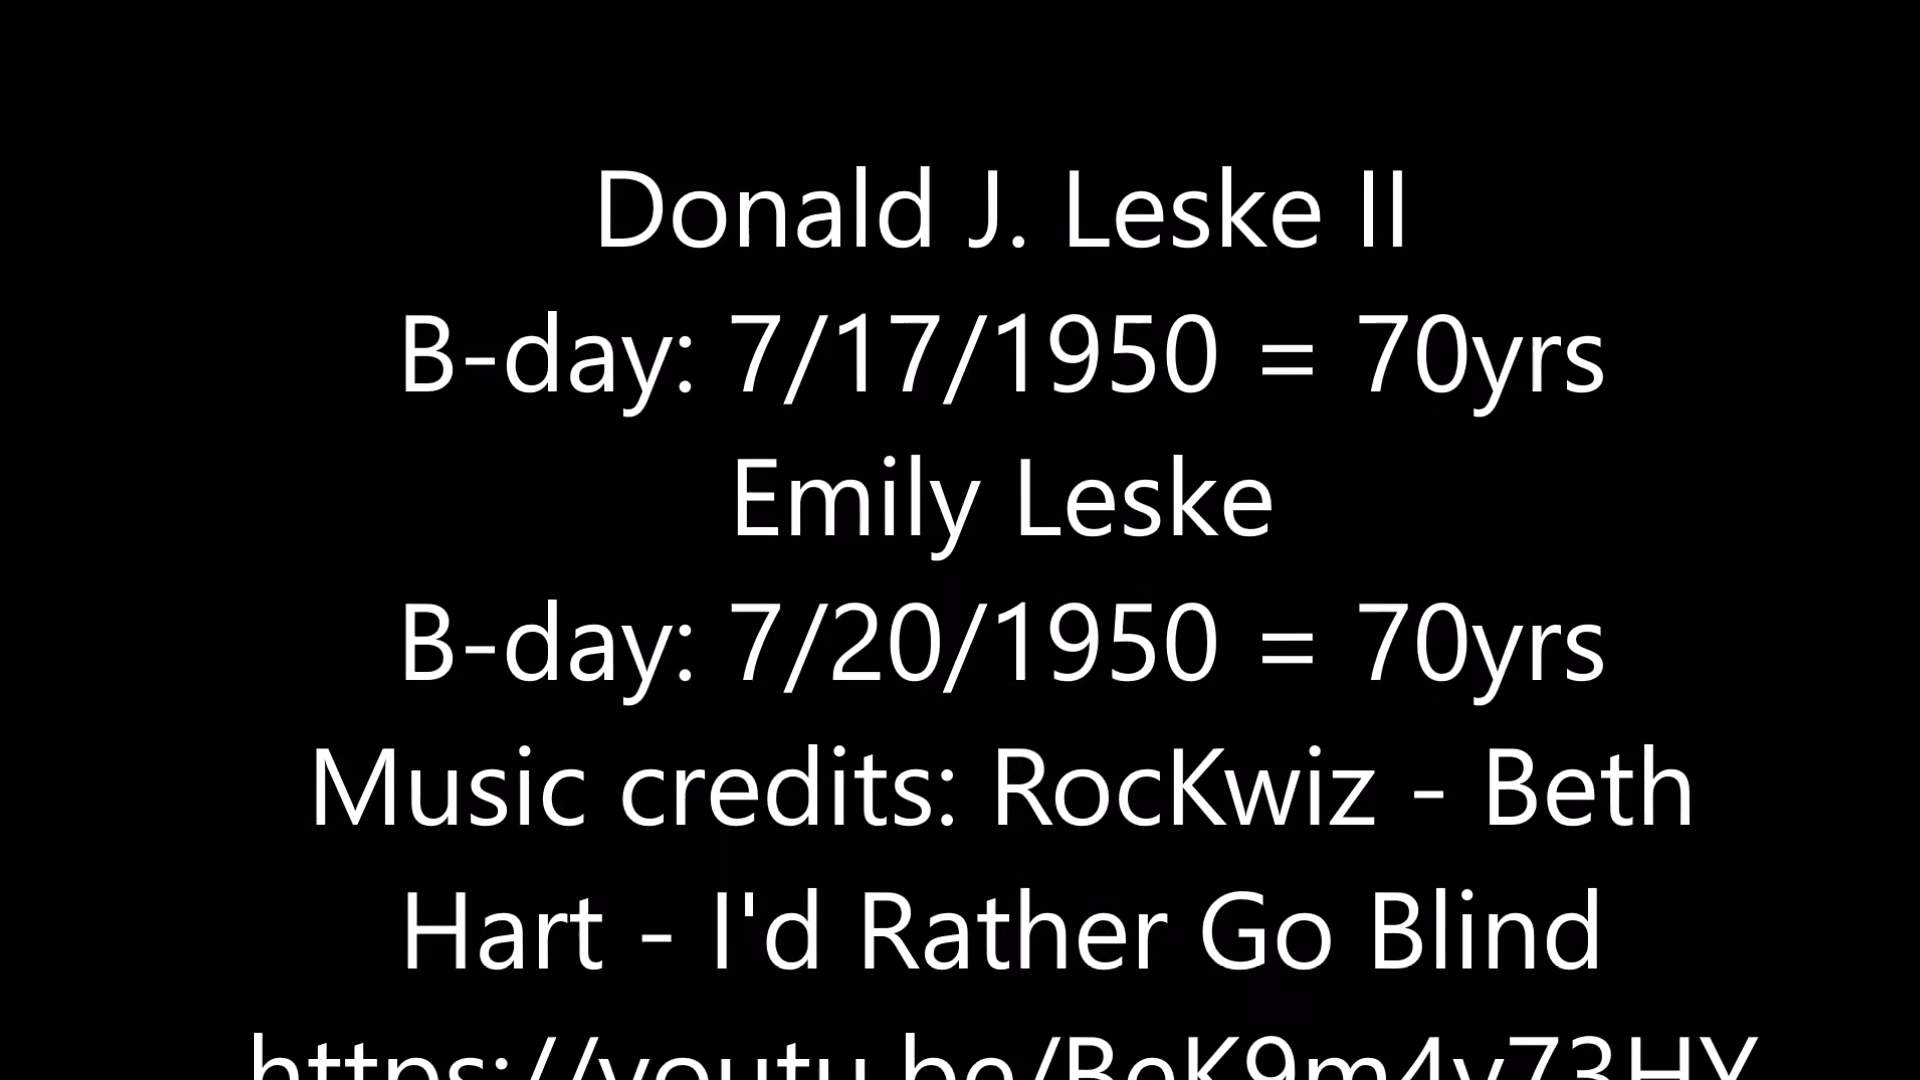 Donald J. Leske II
B-day: 7/17/1950 = 70yrs
Emily Leske
B-day: 7/20/1950 = 70yrs
Music credits: RocKwiz - Beth
Hart - I'd Rather Go Blind